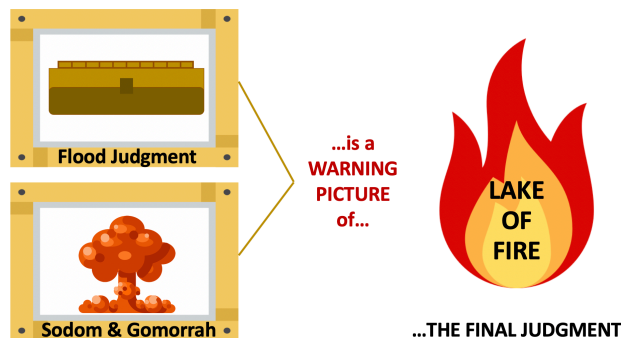 Flood Judgment
Sodom & Gomorrah
...is a
WARNING
PICTURE
of...
LAKE
OF
FIRE
...THE FINAL JUDGMENT